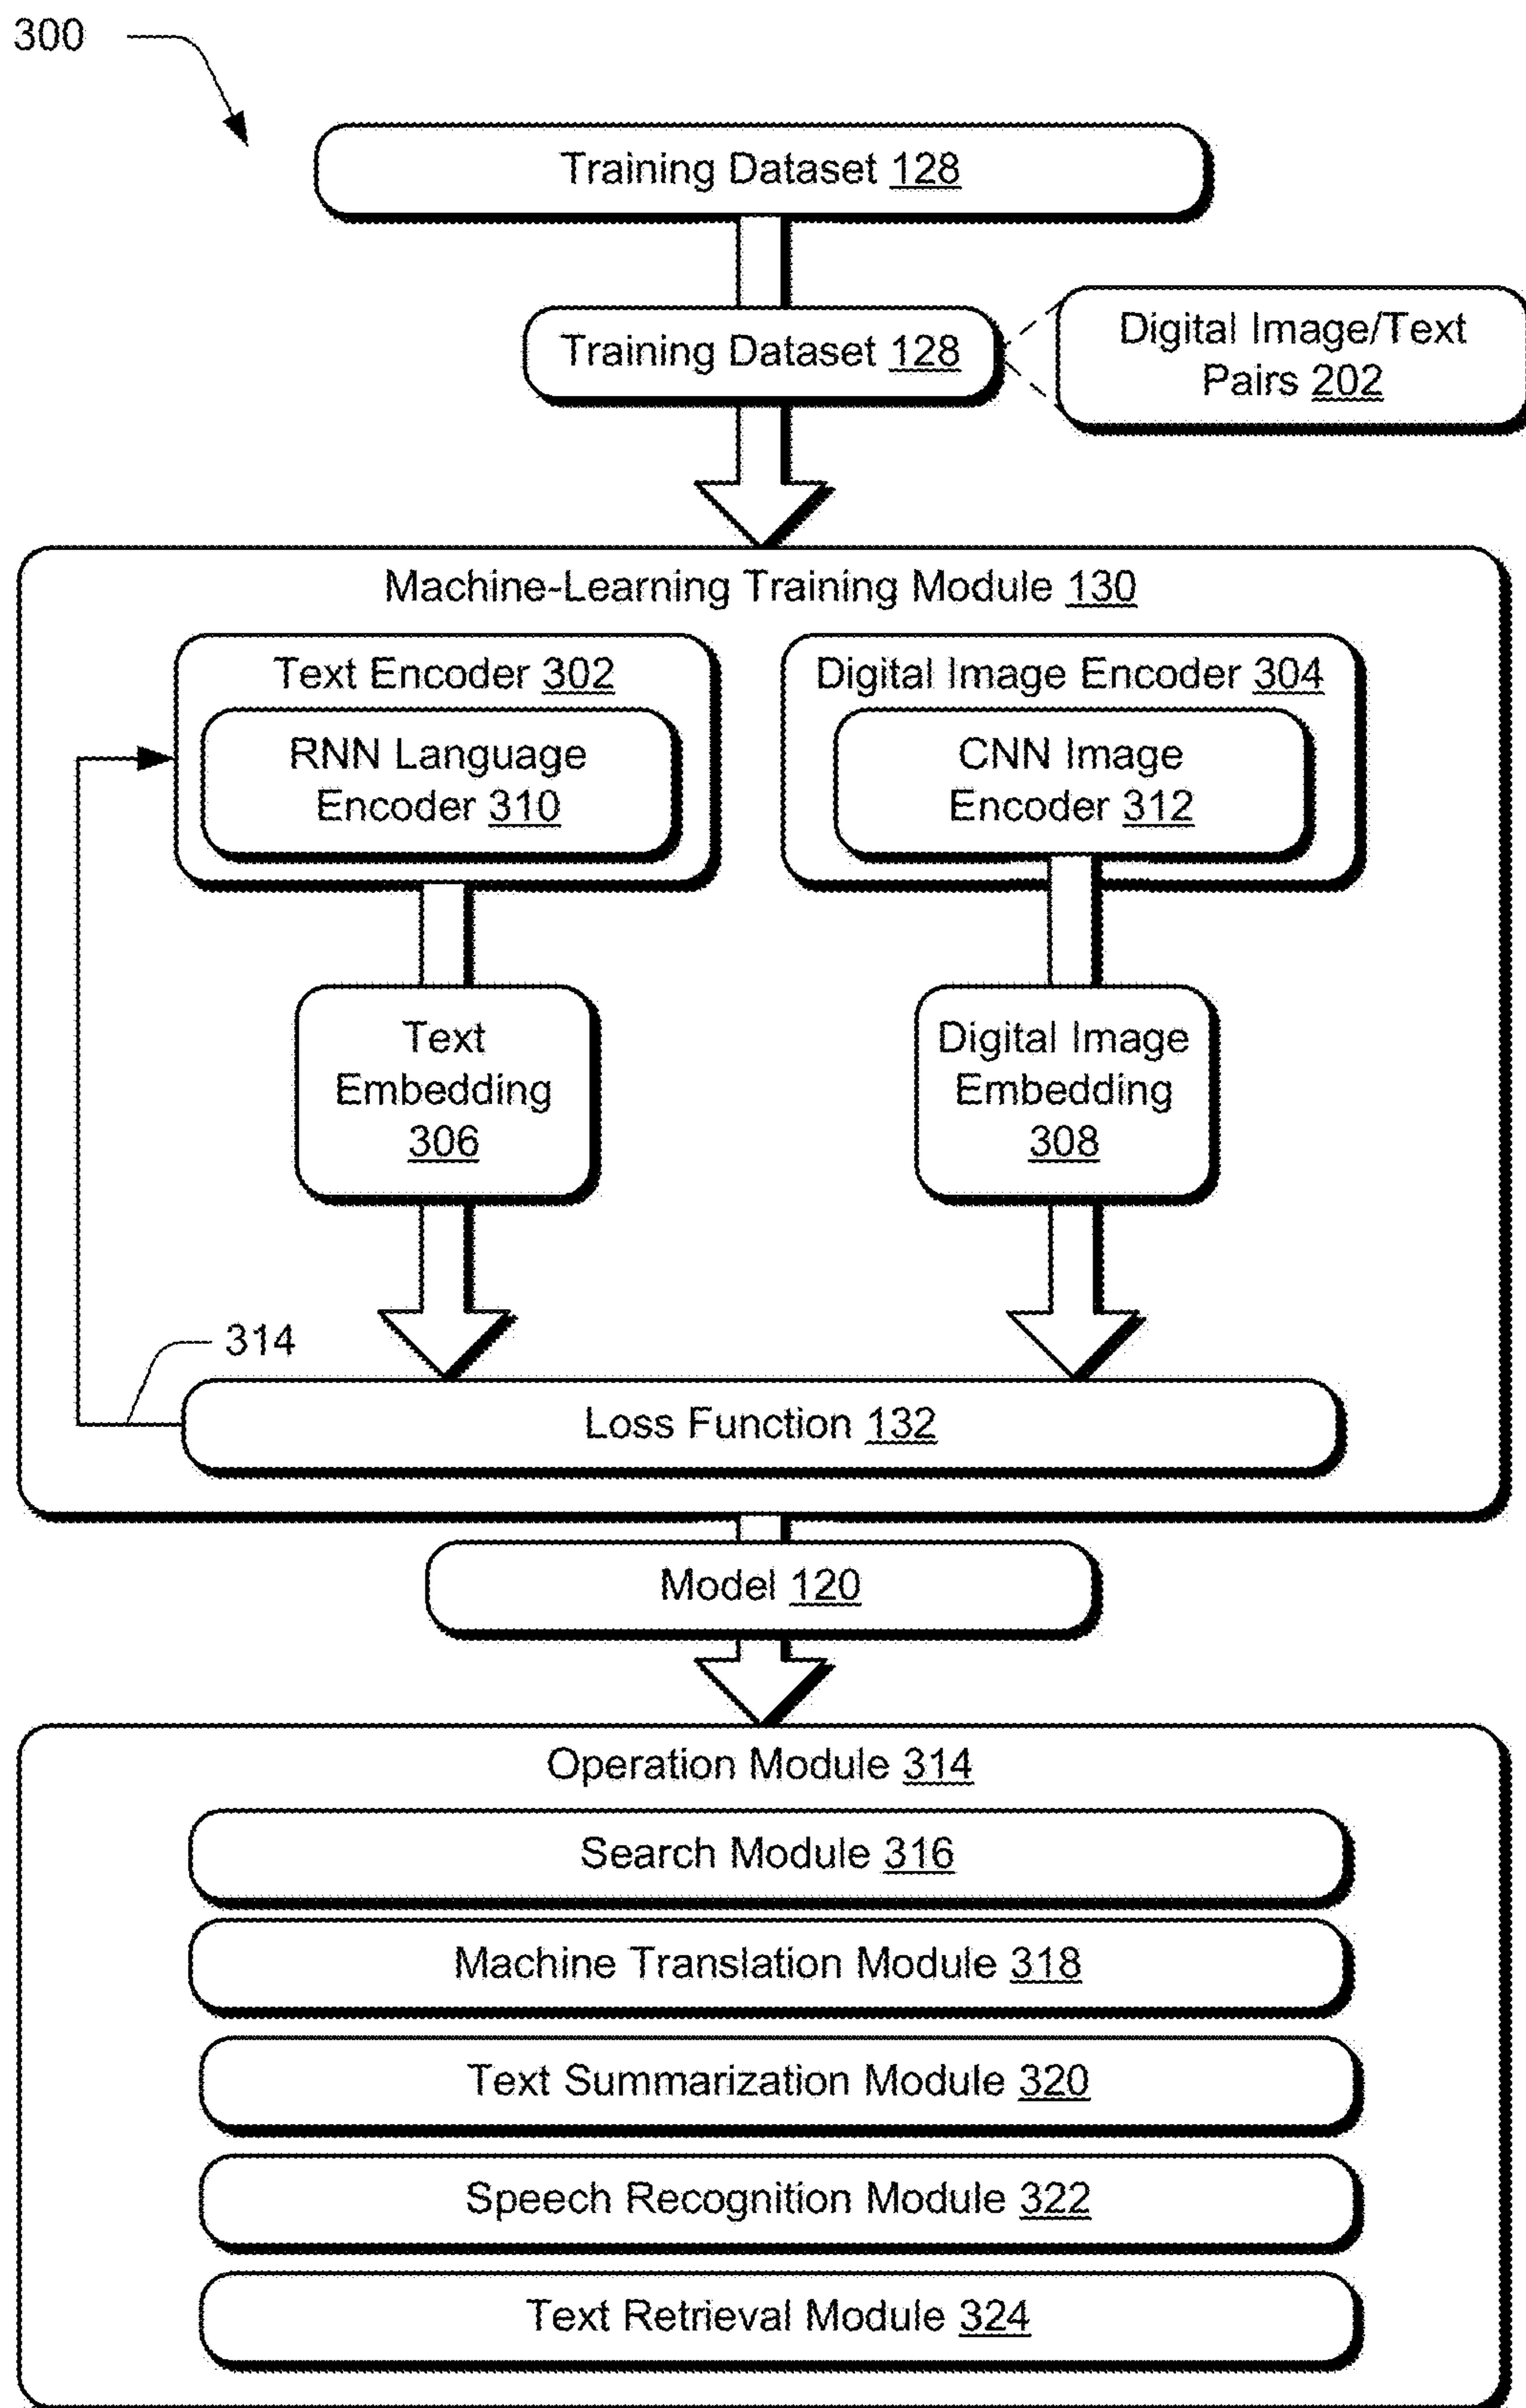 300
Training Dataset 128
Training Dataset 128
Digital Image/Text
Pairs 202
Machine-Learning Training Module 130
Text Encoder 302
RNN Language
Encoder 310
Digital Image Encoder 304
CNN Image
Encoder 312
Text
Embedding
306
Digital Image
Embedding
308
314
Loss Function 132
Model 120
Operation Module 314
Search Module 316
Machine Translation Module 318
Text Summarization Module 320
Speech Recognition Module 322
Text Retrieval Module 324